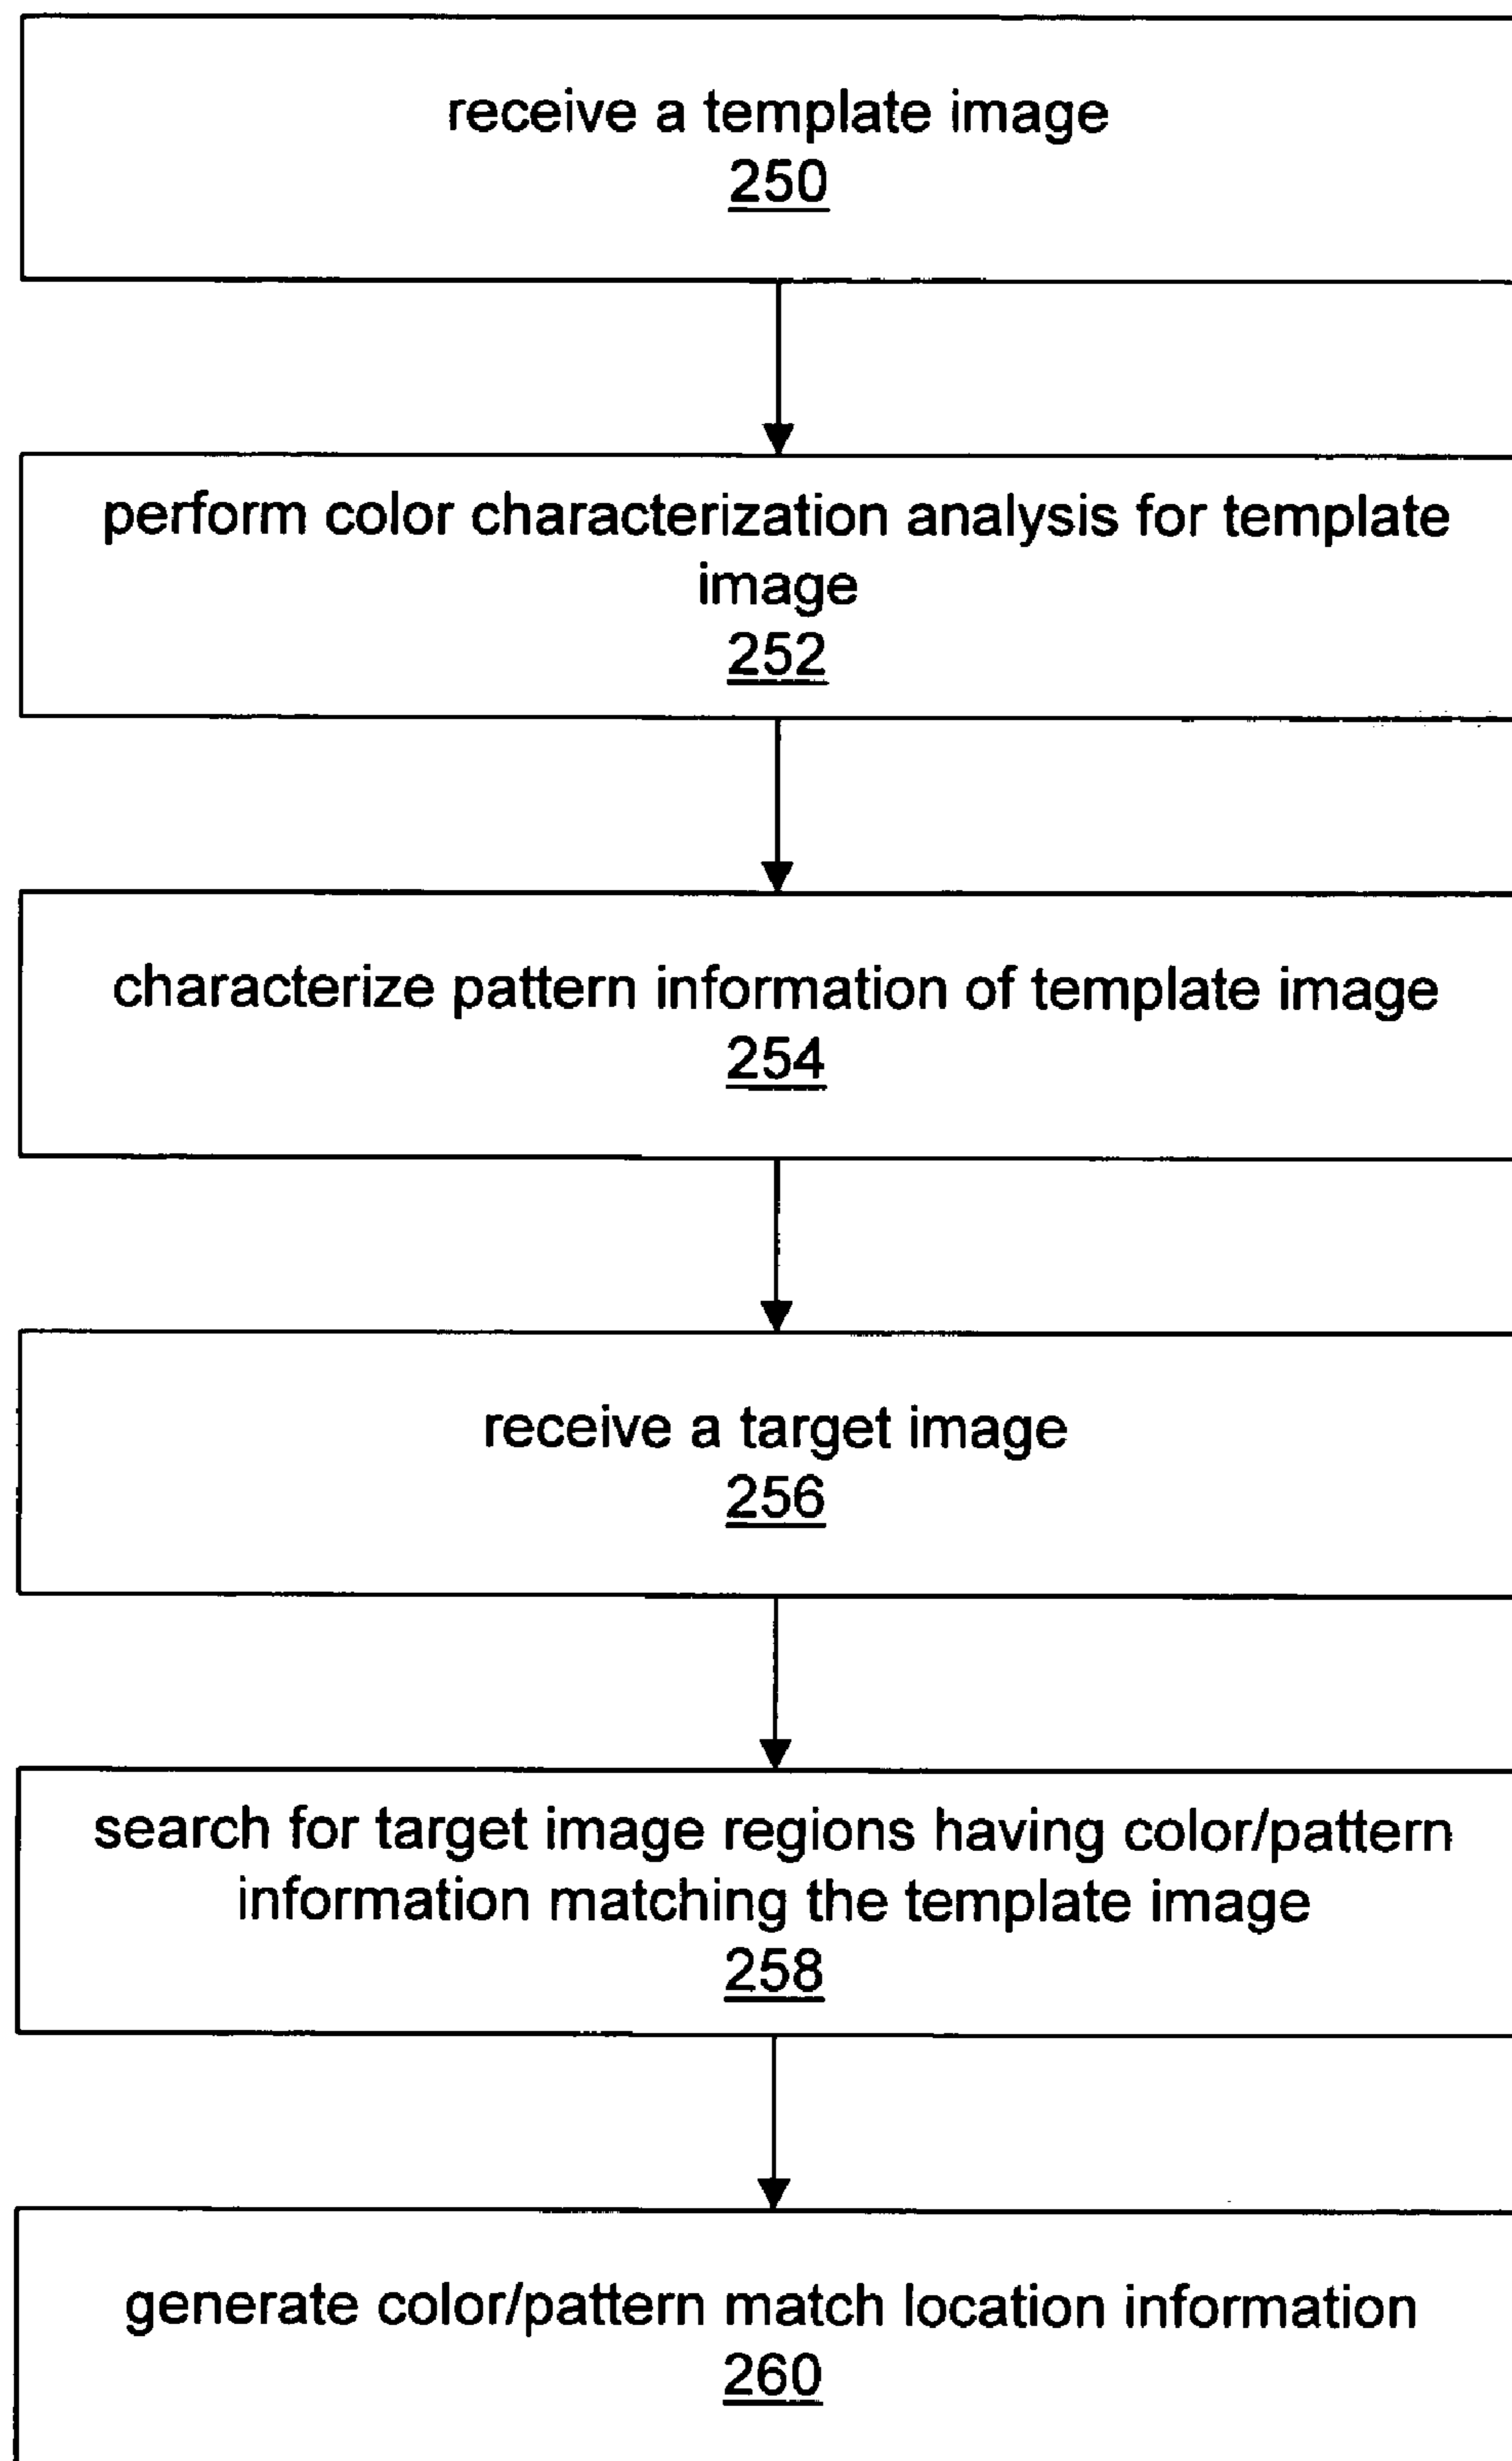 receive a template image
250
perform color characterization analysis for template
image
252
characterize pattern information of template image
254
receive a target image
256
search for target image regions having color/pattern
information matching the template image
258
generate color/pattern match location information
260